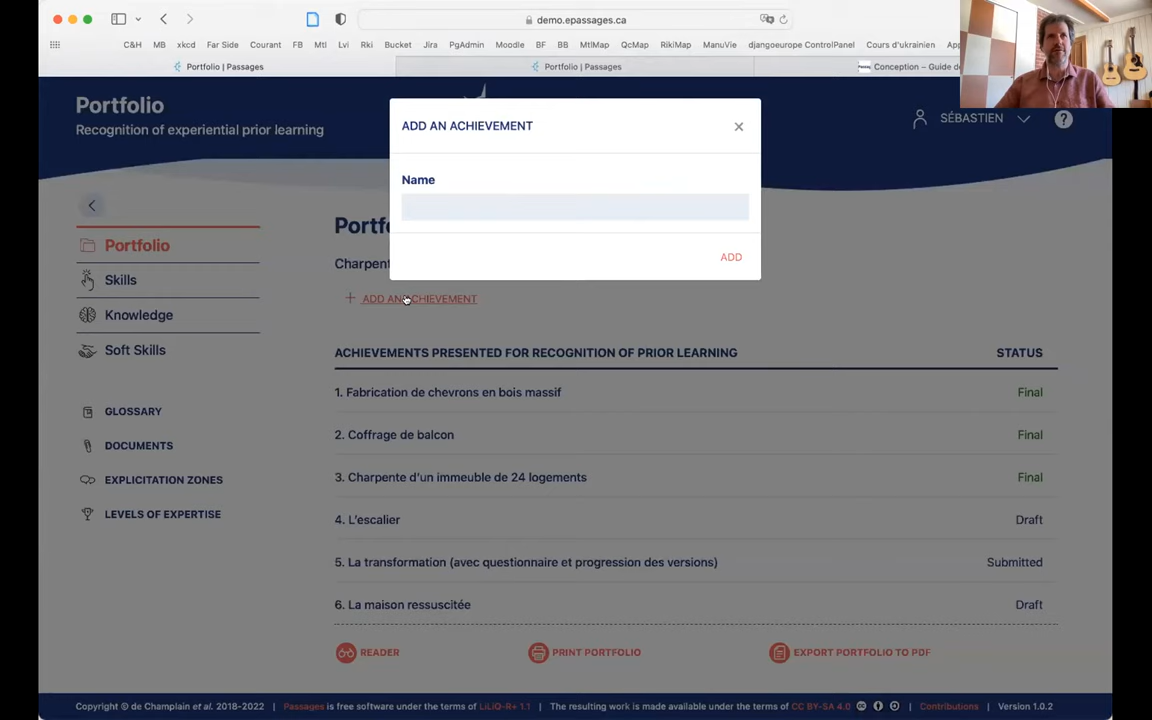 demo.epassages.ca
C&H MB xkcd Far Side Courant FB Mtl Lvi Rki Bucket Jira PgAdmin Moodle BF BB MtlMap QcMap RikiMap ManuVie djangoeurope ControlPanel Cours d'ukrainien
Portfolio | Passages
Portfolio | Passages
Conception – Guide de
Portfolio
Recognition of experiential prior learning
SÉBASTIEN
?
ADD AN ACHIEVEMENT
Name
ADD
Portfolio
Skills
Knowledge
Soft Skills
GLOSSARY
DOCUMENTS
EXPLICITATION ZONES
LEVELS OF EXPERTISE
Portf
Charpent
+ ADD AN ACHIEVEMENT
ACHIEVEMENTS PRESENTED FOR RECOGNITION OF PRIOR LEARNING STATUS
1. Fabrication de chevrons en bois massif Final
2. Coffrage de balcon Final
3. Charpente d'un immeuble de 24 logements Final
4. L'escalier Draft
5. La transformation (avec questionnaire et progression des versions) Submitted
6. La maison ressuscitée Draft
READER PRINT PORTFOLIO EXPORT PORTFOLIO TO PDF
Copyright © de Champlain et al. 2018-2022 | Passages is free software under the terms of LiLiQ-R+ 1.1 | The resulting work is made available under the terms of CC BY-SA 4.0 | Contributions | Version 1.0.2